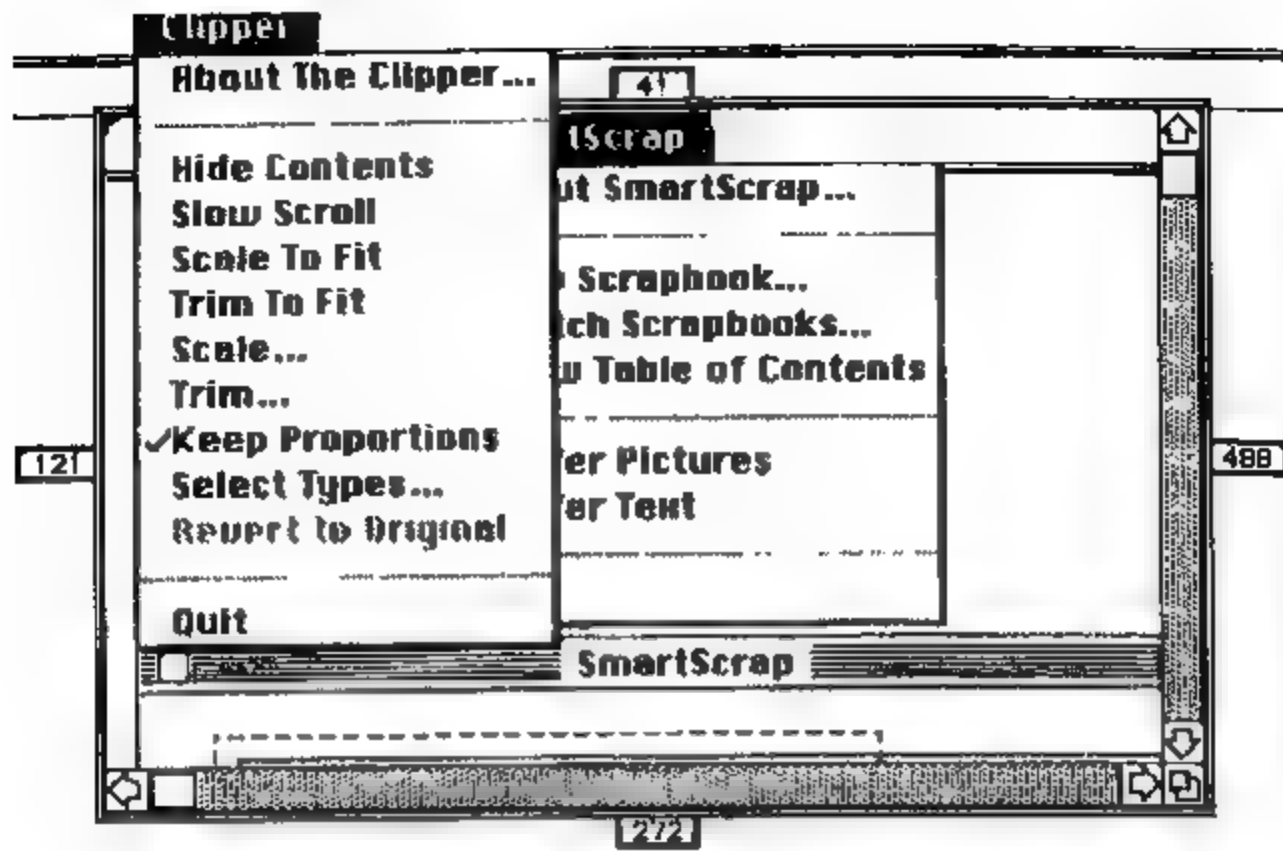 Clipper
About The Clipper...
Hide Contents
Slow Scroll
Scale To Fit
Trim To Fit
Scale...
Trim...
✓Keep Proportions
Select Types...
Revert to Original
Quit
41
tScrap
ut SmartScrap...
Scrapbook...
tch Scrapbooks...
w Table of Contents
fer Pictures
fer Text
121
488
SmartScrap
272